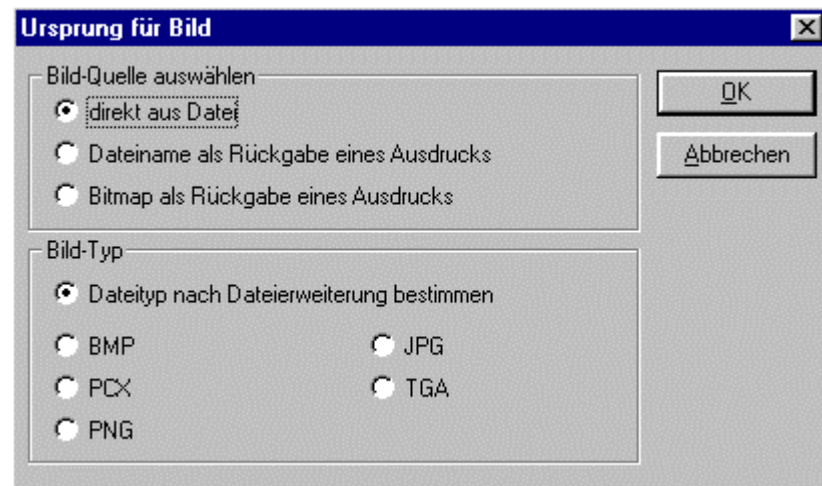 Ursprung für Bild
Bild-Quelle auswählen
direkt aus Datei
Dateiname als Rückgabe eines Ausdrucks
Bitmap als Rückgabe eines Ausdrucks
OK
Abbrechen
Bild-Typ
Dateityp nach Dateierweiterung bestimmen
BMP
JPG
PCX
TGA
PNG